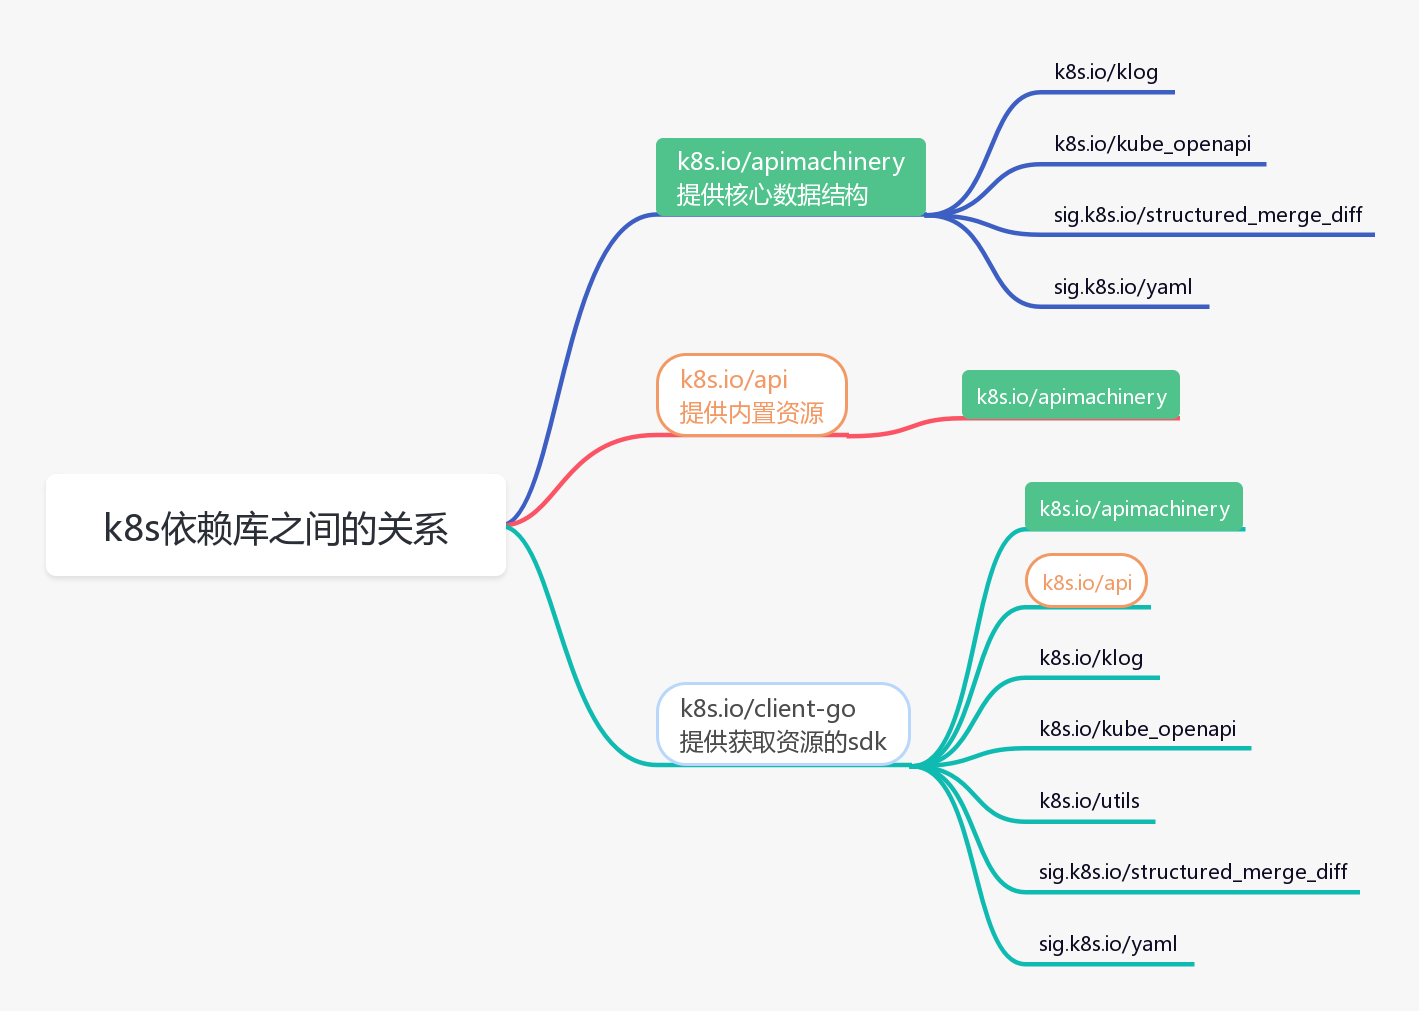 k8s依赖库之间的关系
k8s.io/apimachinery
提供核心数据结构
k8s.io/klog
k8s.io/kube_openapi
sig.k8s.io/structured_merge_diff
sig.k8s.io/yaml
k8s.io/api
提供内置资源
k8s.io/apimachinery
k8s.io/client-go
提供获取资源的sdk
k8s.io/apimachinery
k8s.io/api
k8s.io/klog
k8s.io/kube_openapi
k8s.io/utils
sig.k8s.io/structured_merge_diff
sig.k8s.io/yaml